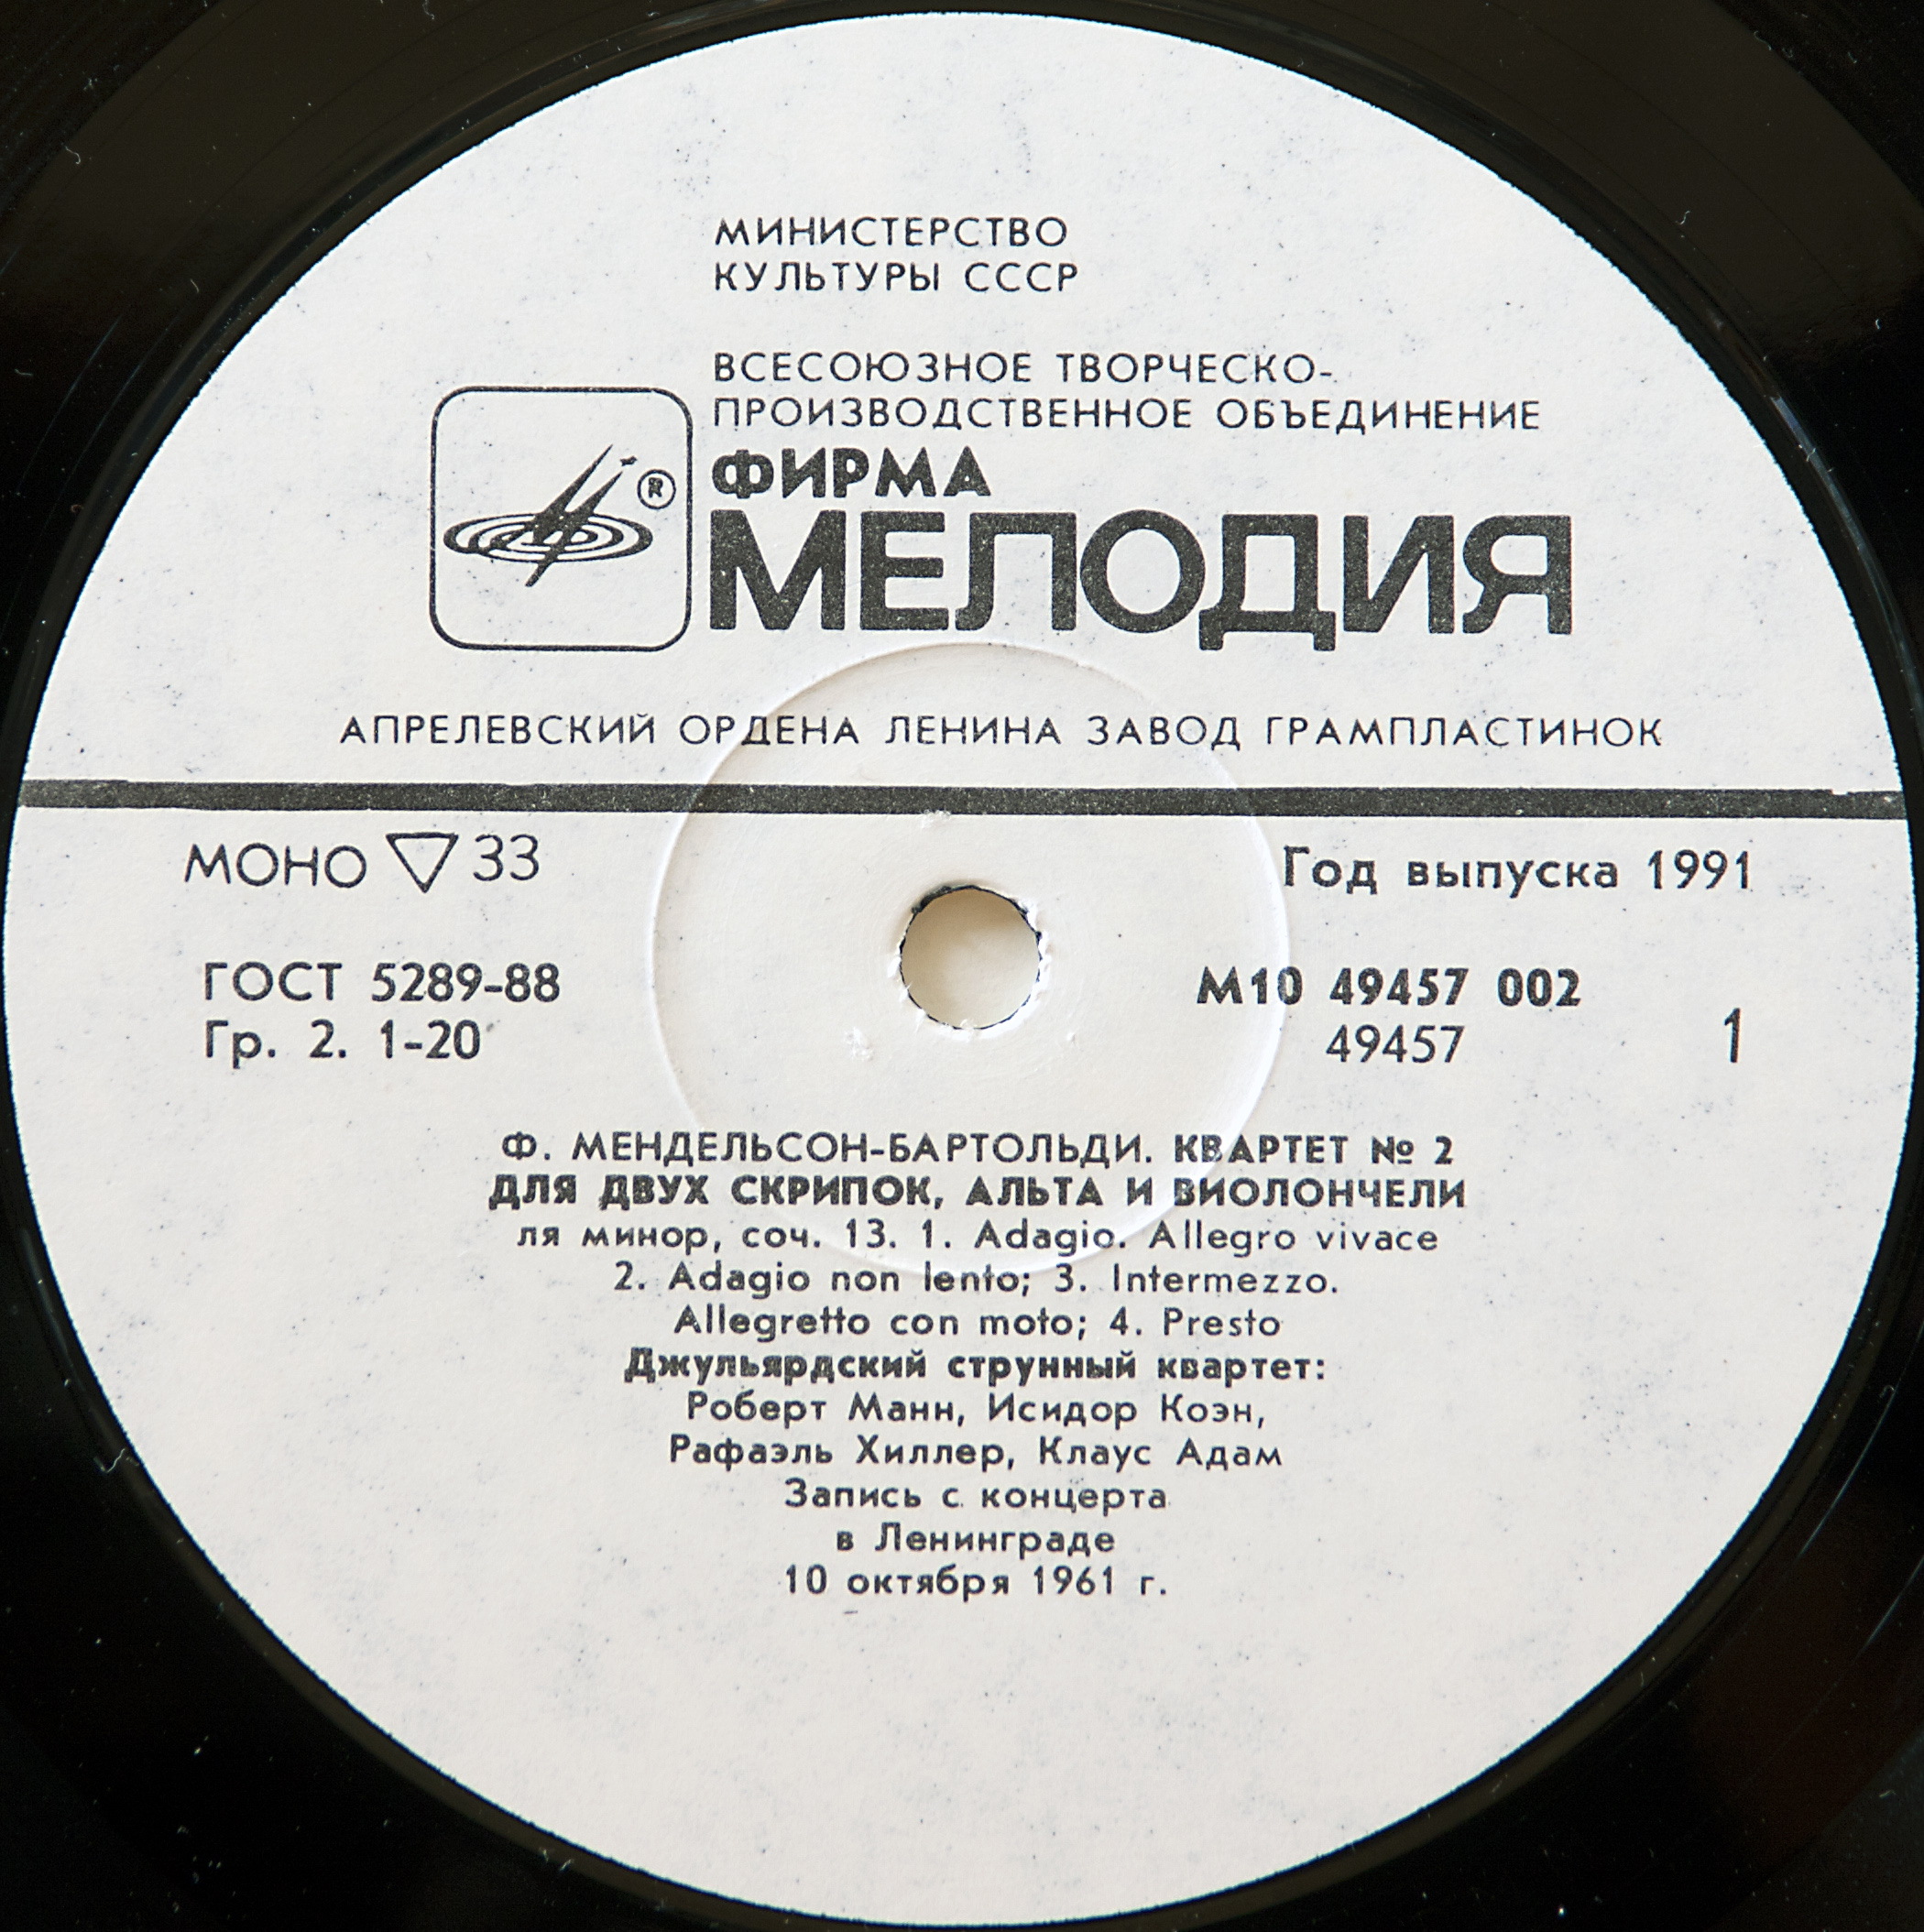 МИНИСТЕРСТВО
КУЛЬТУРЫ СССР
ВСЕСОЮЗНОЕ ТВОРЧЕСКО-
ПРОИЗВОДСТВЕННОЕ ОБЪЕДИНЕНИЕ
ФИРМА
® МЕЛОДИЯ
АПРЕЛЕВСКИЙ ОРДЕНА ЛЕНИНА ЗАВОД ГРАМПЛАСТИНОК
МОНО ▽ 33
Год выпуска 1991
ГОСТ 5289-88
Гр. 2. 1-20
М10 49457 002
49457
1
Ф. МЕНДЕЛЬСОН-БАРТОЛЬДИ. КВАРТЕТ № 2
ДЛЯ ДВУХ СКРИПОК, АЛЬТА И ВИОЛОНЧЕЛИ
ля минор, соч. 13. 1. Adagio. Allegro vivace
2. Adagio non lento; 3. Intermezzo.
Allegretto con moto; 4. Presto
Джульярдский струнный квартет:
Роберт Манн, Исидор Коэн,
Рафаэль Хиллер, Клаус Адам
Запись с концерта
в Ленинграде
10 октября 1961 г.